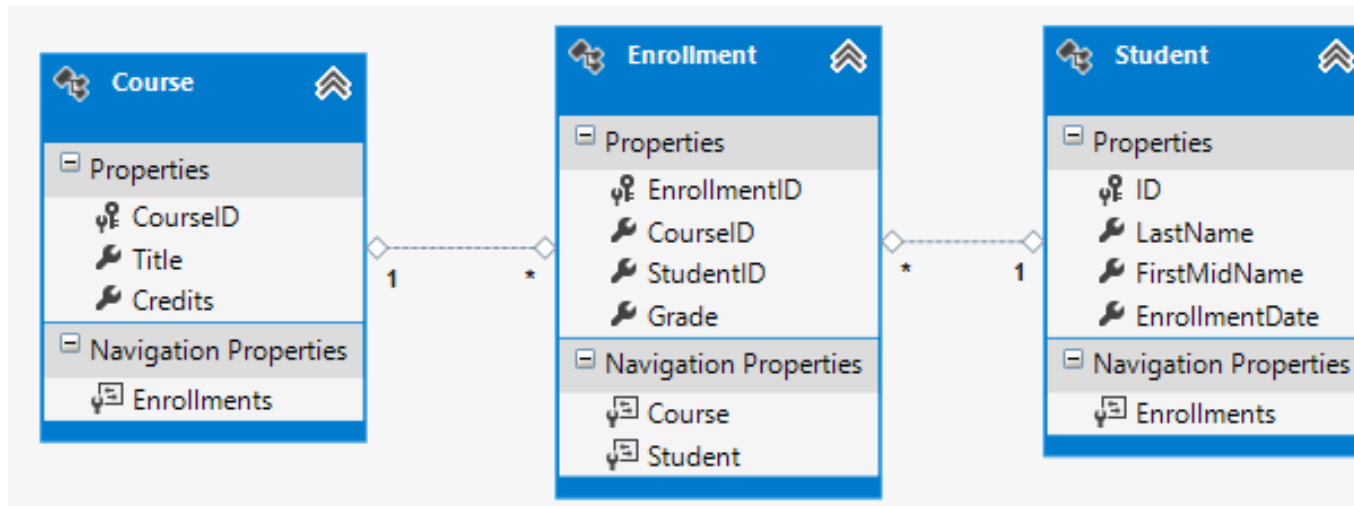 Course
Properties
CourseID
Title
Credits
Navigation Properties
Enrollments
1
*
Enrollment
Properties
EnrollmentID
CourseID
StudentID
Grade
Navigation Properties
Course
Student
*
1
Student
Properties
ID
LastName
FirstMidName
EnrollmentDate
Navigation Properties
Enrollments